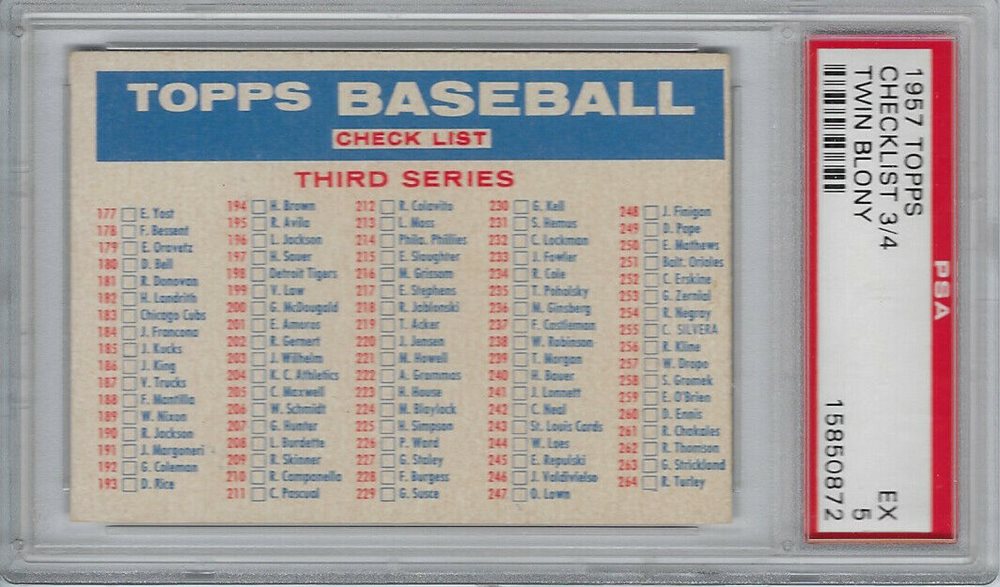 TOPPS BASEBALL
CHECK LIST
THIRD SERIES
177 E. Yost
178 F. Bessent
179 E. Oravetz
180 D. Bell
181 R. Donovan
182 H. Landrith
183 Chicago Cubs
184 J. Francona
185 J. Kucks
186 J. King
187 V. Trucks
188 F. Mantilla
189 W. Nixon
190 R. Jackson
191 J. Margoneri
192 G. Coleman
193 D. Rice
194 H. Brown
195 R. Avila
196 L. Jackson
197 H. Sauer
198 Detroit Tigers
199 V. Law
200 G. McDougald
201 E. Amoros
202 R. Gernert
203 J. Wilhelm
204 K. C. Athletics
205 C. Maxwell
206 W. Schmidt
207 G. Hunter
208 L. Burdette
209 R. Skinner
210 R. Campanella
211 C. Pascual
212 R. Colavito
213 L. Moss
214 Phila. Phillies
215 E. Slaughter
216 M. Grissom
217 E. Stephens
218 R. Jablonski
219 T. Acker
220 J. Jensen
221 M. Howell
222 A. Grammas
223 H. House
224 M. Blaylock
225 H. Simpson
226 P. Ward
227 G. Staley
228 F. Burgess
229 G. Susce
230 G. Kell
231 S. Hemus
232 C. Lockman
233 J. Fowler
234 R. Cole
235 T. Poholsky
236 M. Ginsberg
237 F. Castleman
238 W. Robinson
239 T. Morgan
240 H. Bauer
241 J. Lonnett
242 C. Neal
243 St. Louis Cards
244 W. Loes
245 E. Repulski
246 J. Valdivielso
247 O. Lown
248 J. Finigan
249 D. Pope
250 E. Mathews
251 Balt. Orioles
252 C. Erskine
253 G. Zernial
254 R. Negray
255 C. SILVERA
256 R. Kline
257 W. Dropo
258 S. Gromek
259 E. O'Brien
260 D. Ennis
261 R. Chakales
262 R. Thomson
263 G. Strickland
264 R. Turley
1957 TOPPS
CHECKLIST 3/4 EX
TWIN BLONY 5
15850872
PSA